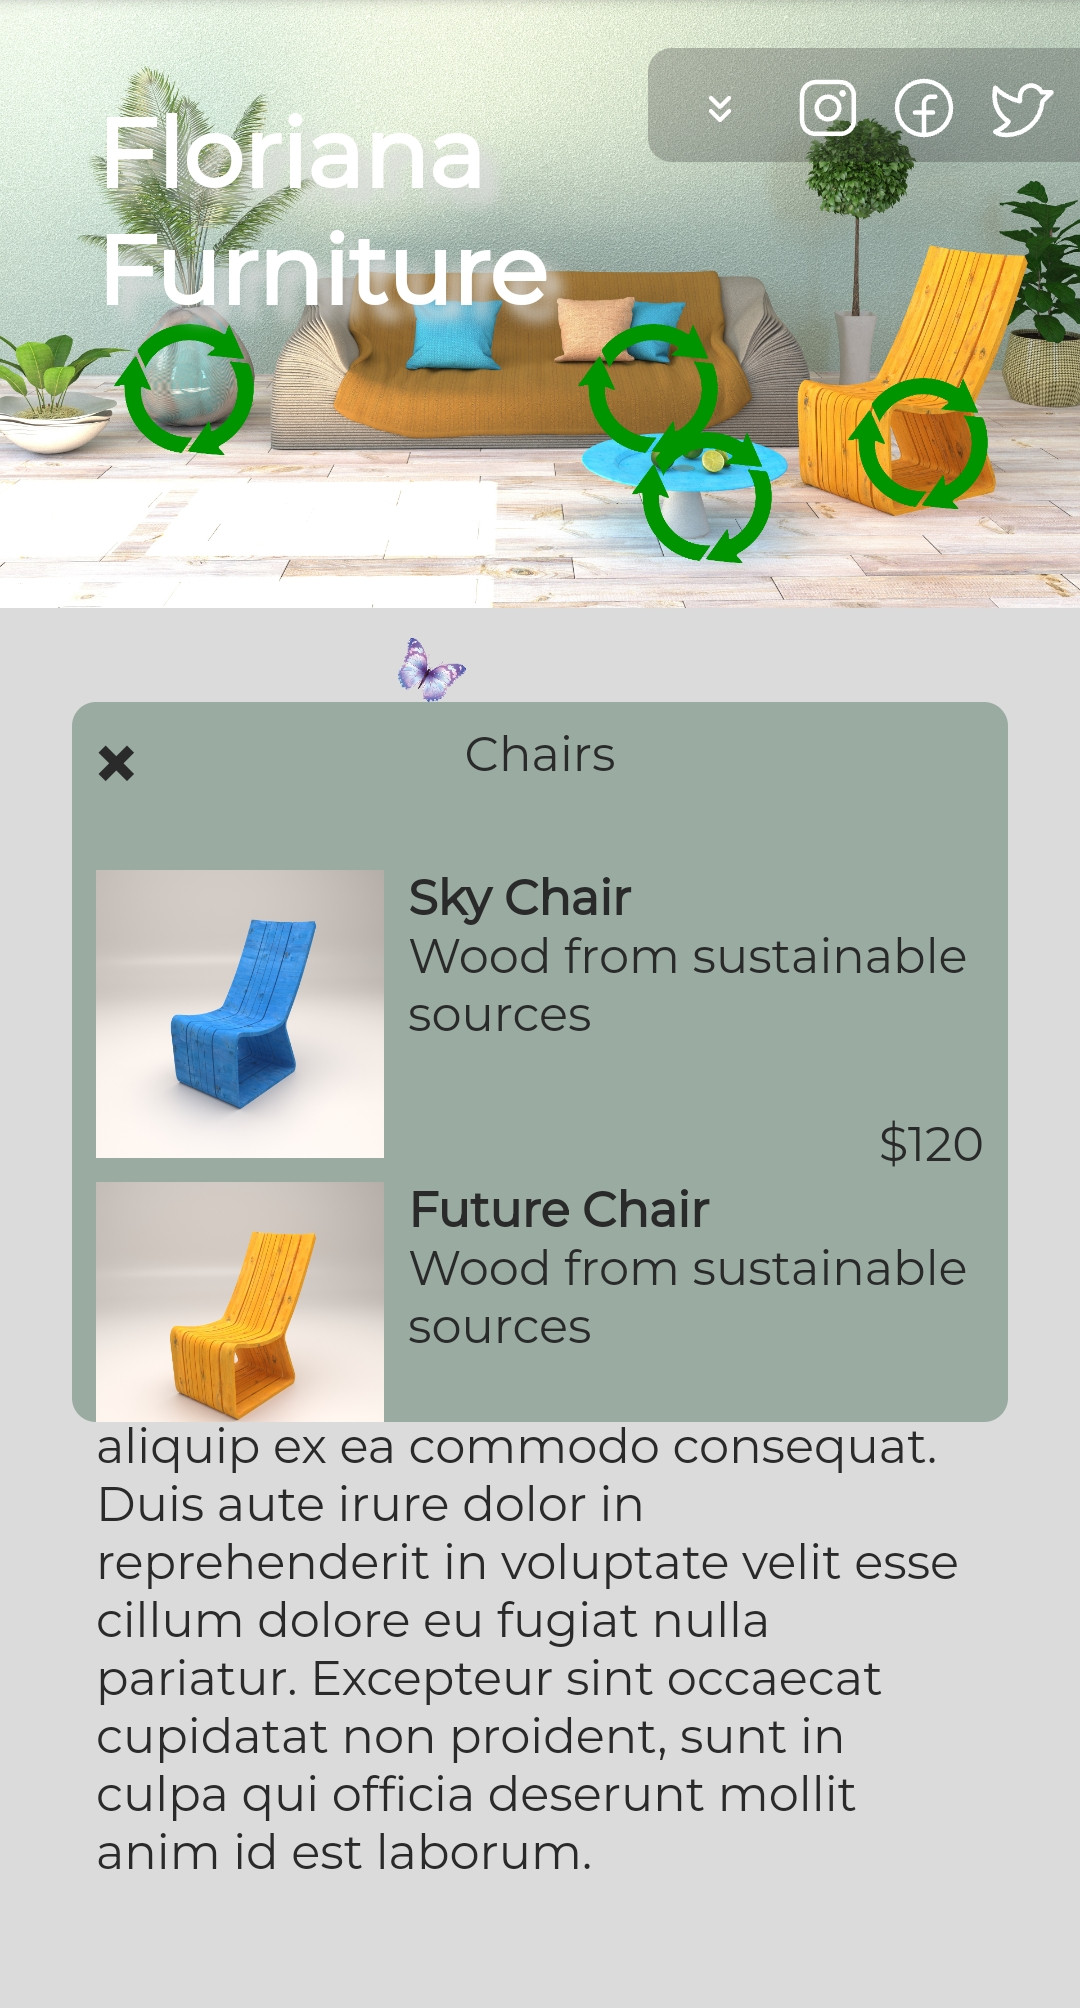 Floriana
Furniture
Chairs
Sky Chair
Wood from sustainable
sources
$120
Future Chair
Wood from sustainable
sources
aliquip ex ea commodo consequat.
Duis aute irure dolor in
reprehenderit in voluptate velit esse
cillum dolore eu fugiat nulla
pariatur. Excepteur sint occaecat
cupidatat non proident, sunt in
culpa qui officia deserunt mollit
anim id est laborum.